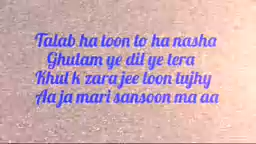 Talab ha toon to ha nasha
Ghulam ye dil ye tera
Khul k zara jee loon tujhy
Aa ja mari sansoon ma aa